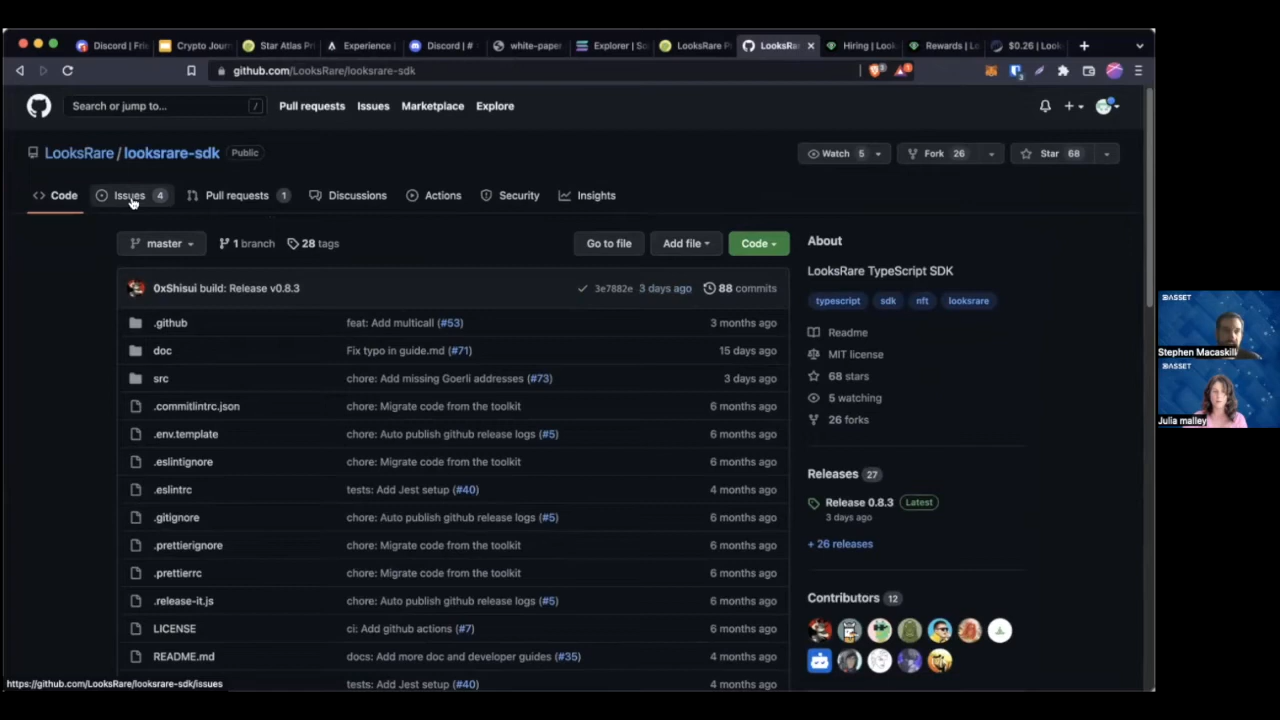 Discord | Frie
Crypto Jour
Star Atlas Pri
Experience |
Discord | #
white-paper
Explorer | So
LooksRare P
LooksRa
Hiring | Look
Rewards | Lo
$0.26 | Look
github.com/LooksRare/looksrare-sdk
Search or jump to... /
Pull requests
Issues
Marketplace
Explore
LooksRare / looksrare-sdk Public
Watch 5
Fork 26
Star 68
Code
Issues 4
Pull requests 1
Discussions
Actions
Security
Insights
master
1 branch
28 tags
Go to file
Add file
Code
0xShisui build: Release v0.8.3
3e7882e 3 days ago
88 commits
.github feat: Add multicall (#53) 3 months ago
doc Fix typo in guide.md (#71) 15 days ago
src chore: Add missing Goerli addresses (#73) 3 days ago
.commitlintrc.json chore: Migrate code from the toolkit 6 months ago
.env.template chore: Auto publish github release logs (#5) 6 months ago
.eslintignore chore: Migrate code from the toolkit 6 months ago
.eslintrc tests: Add Jest setup (#40) 4 months ago
.gitignore chore: Auto publish github release logs (#5) 6 months ago
.prettierignore chore: Migrate code from the toolkit 6 months ago
.prettierrc chore: Migrate code from the toolkit 6 months ago
.release-it.js chore: Auto publish github release logs (#5) 6 months ago
LICENSE ci: Add github actions (#7) 6 months ago
README.md docs: Add more doc and developer guides (#35) 4 months ago
tests: Add Jest setup (#40) 4 months ago
https://github.com/LooksRare/looksrare-sdk/issues
About
LooksRare TypeScript SDK
typescript
sdk
nft
looksrare
Readme
MIT license
68 stars
5 watching
26 forks
Releases 27
Release 0.8.3 Latest
3 days ago
+ 26 releases
Contributors 12
BASSET
Stephen Macaskill
BASSET
Julia malley